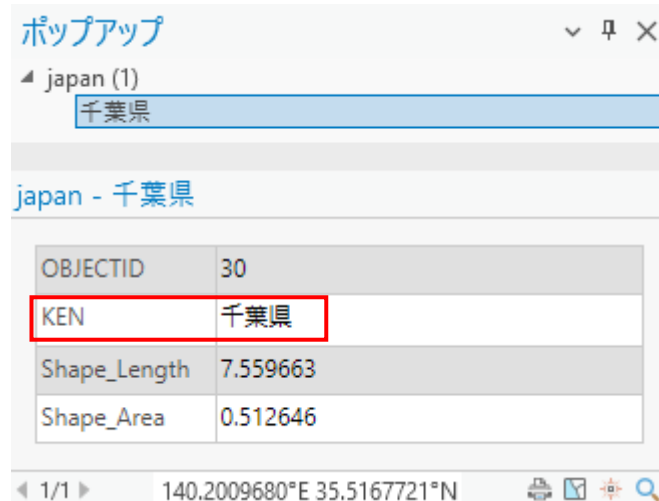 ポップアップ
japan (1)
千葉県
japan - 千葉県
OBJECTID 30
KEN 千葉県
Shape_Length 7.559663
Shape_Area 0.512646
1/1 140.2009680°E 35.5167721°N